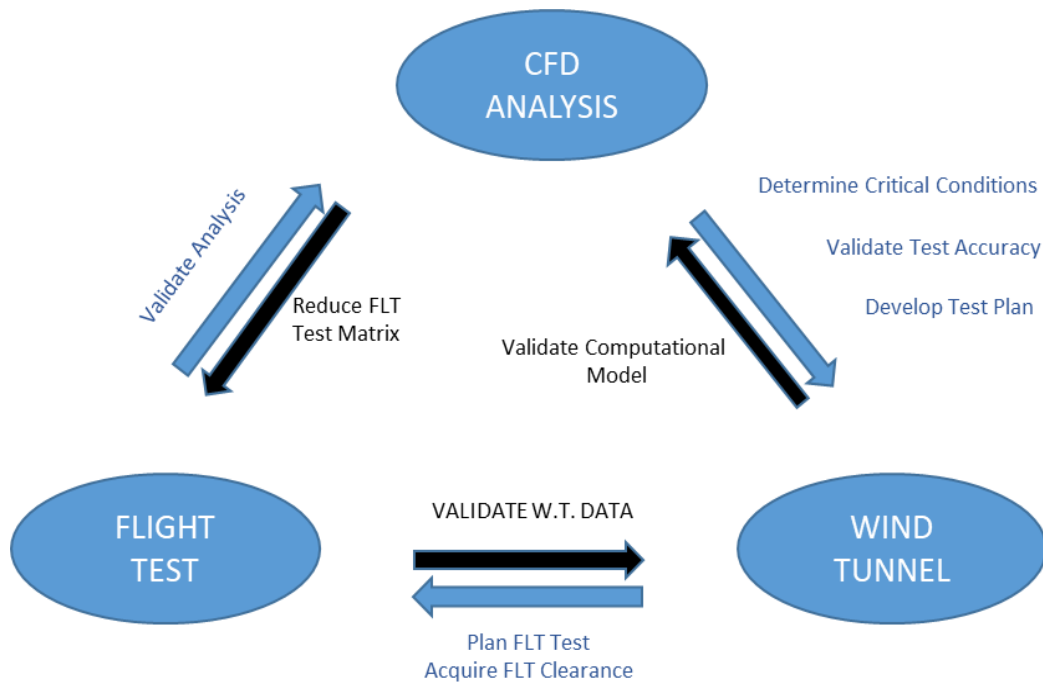 CFD
ANALYSIS
Determine Critical Conditions
Validate Analysis
Validate Test Accuracy
Reduce FLT
Test Matrix
Develop Test Plan
Validate Computational
Model
FLIGHT
TEST
VALIDATE W.T. DATA
WIND
TUNNEL
Plan FLT Test
Acquire FLT Clearance